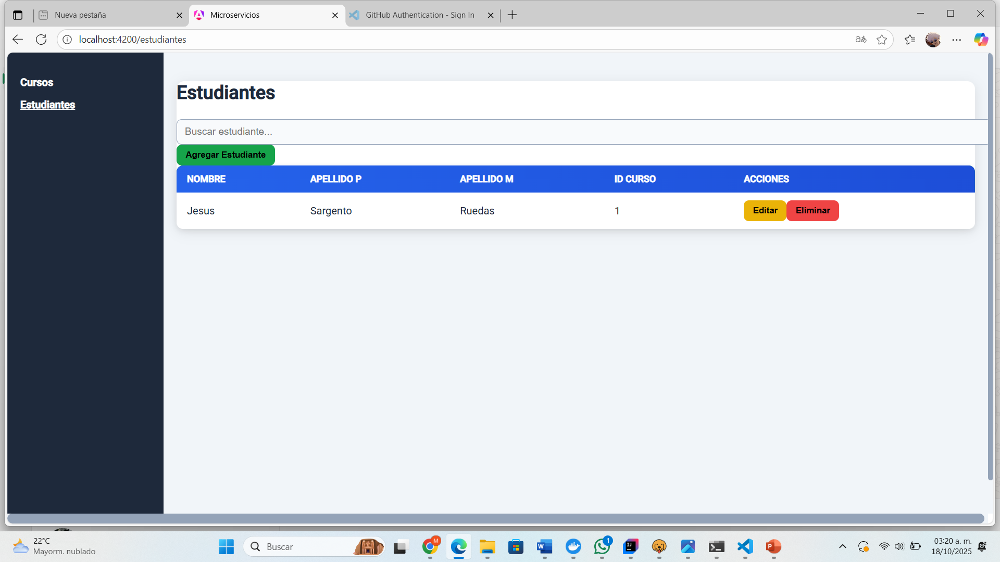 Nueva pestaña
Microservicios
GitHub Authentication - Sign In
localhost:4200/estudiantes
Cursos
Estudiantes
Estudiantes
Buscar estudiante...
Agregar Estudiante
NOMBRE APELLIDO P APELLIDO M ID CURSO ACCIONES
Jesus Sargento Ruedas 1 Editar Eliminar
22°C
Mayorm. nublado
Buscar
M
1
03:20 a. m.
18/10/2025